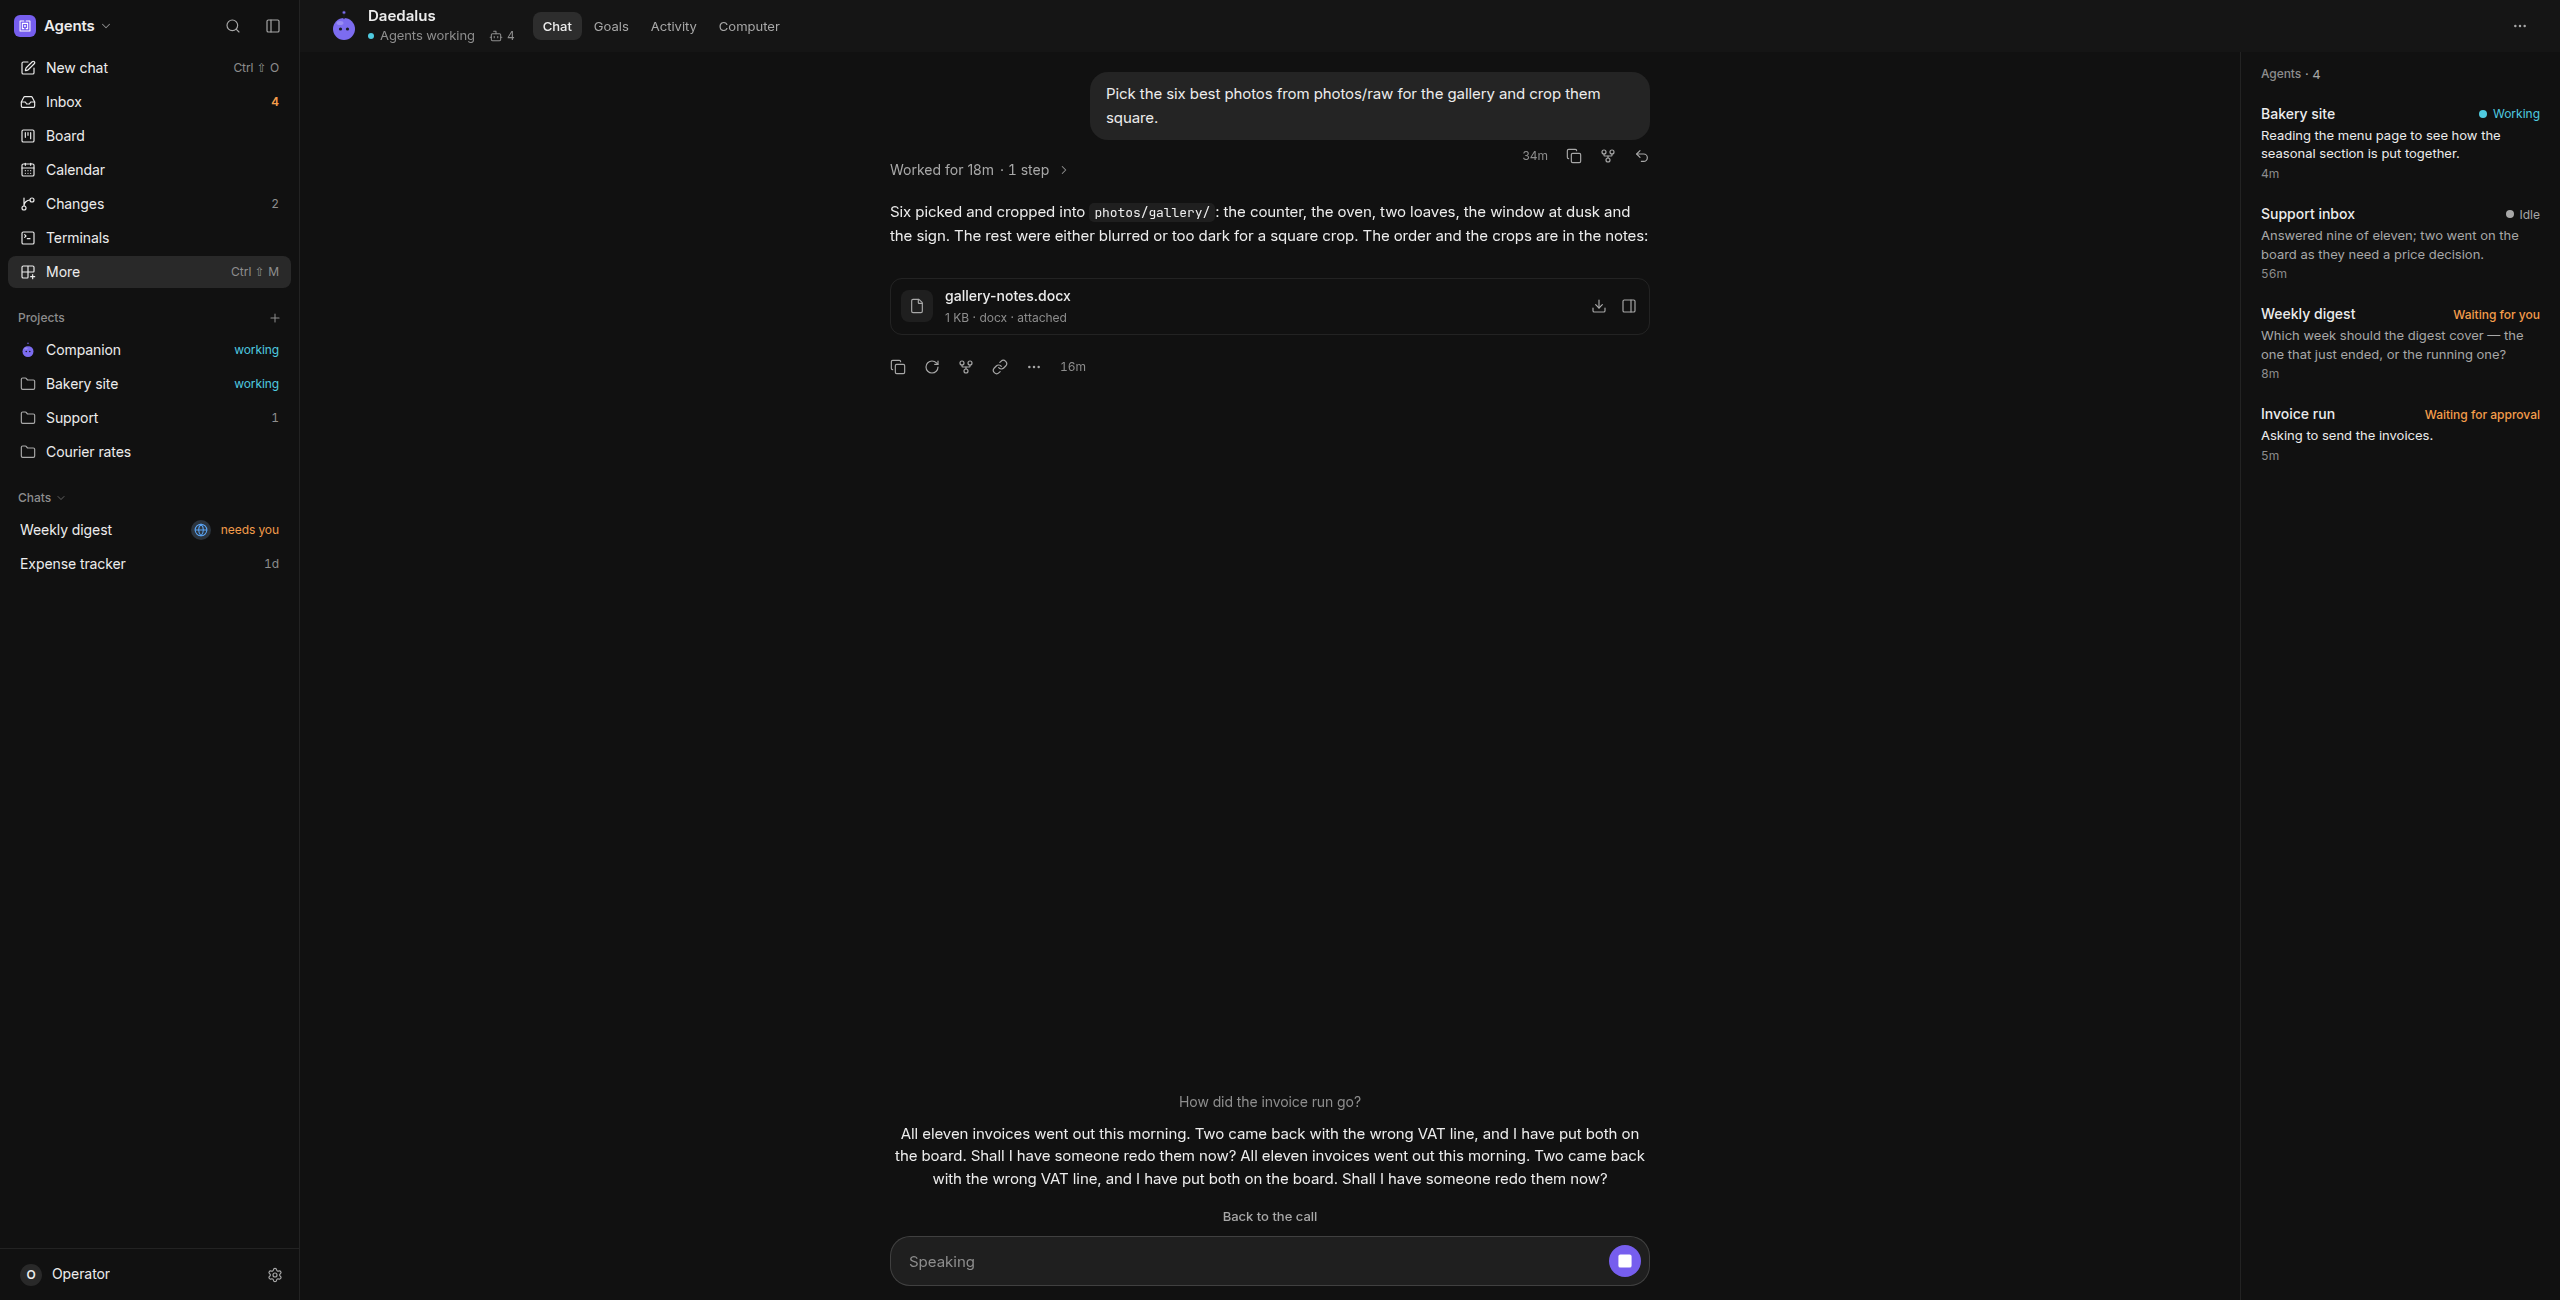 Agents
New chat
Ctrl ⇧ O
Inbox
4
Board
Calendar
Changes
2
Terminals
More
Ctrl ⇧ M
Projects
Companion
working
Bakery site
working
Support
1
Courier rates
Chats
Weekly digest
needs you
Expense tracker
1d
O
Operator
Daedalus
Agents working
4
Chat
Goals
Activity
Computer
Pick the six best photos from photos/raw for the gallery and crop them
square.
34m
Worked for 18m · 1 step
Six picked and cropped into photos/gallery/: the counter, the oven, two loaves, the window at dusk and
the sign. The rest were either blurred or too dark for a square crop. The order and the crops are in the notes:
gallery-notes.docx
1 KB · docx · attached
16m
How did the invoice run go?
All eleven invoices went out this morning. Two came back with the wrong VAT line, and I have put both on
the board. Shall I have someone redo them now? All eleven invoices went out this morning. Two came back
with the wrong VAT line, and I have put both on the board. Shall I have someone redo them now?
Back to the call
Speaking
Agents · 4
Bakery site
Working
Reading the menu page to see how the
seasonal section is put together.
4m
Support inbox
Idle
Answered nine of eleven; two went on the
board as they need a price decision.
56m
Weekly digest
Waiting for you
Which week should the digest cover — the
one that just ended, or the running one?
8m
Invoice run
Waiting for approval
Asking to send the invoices.
5m